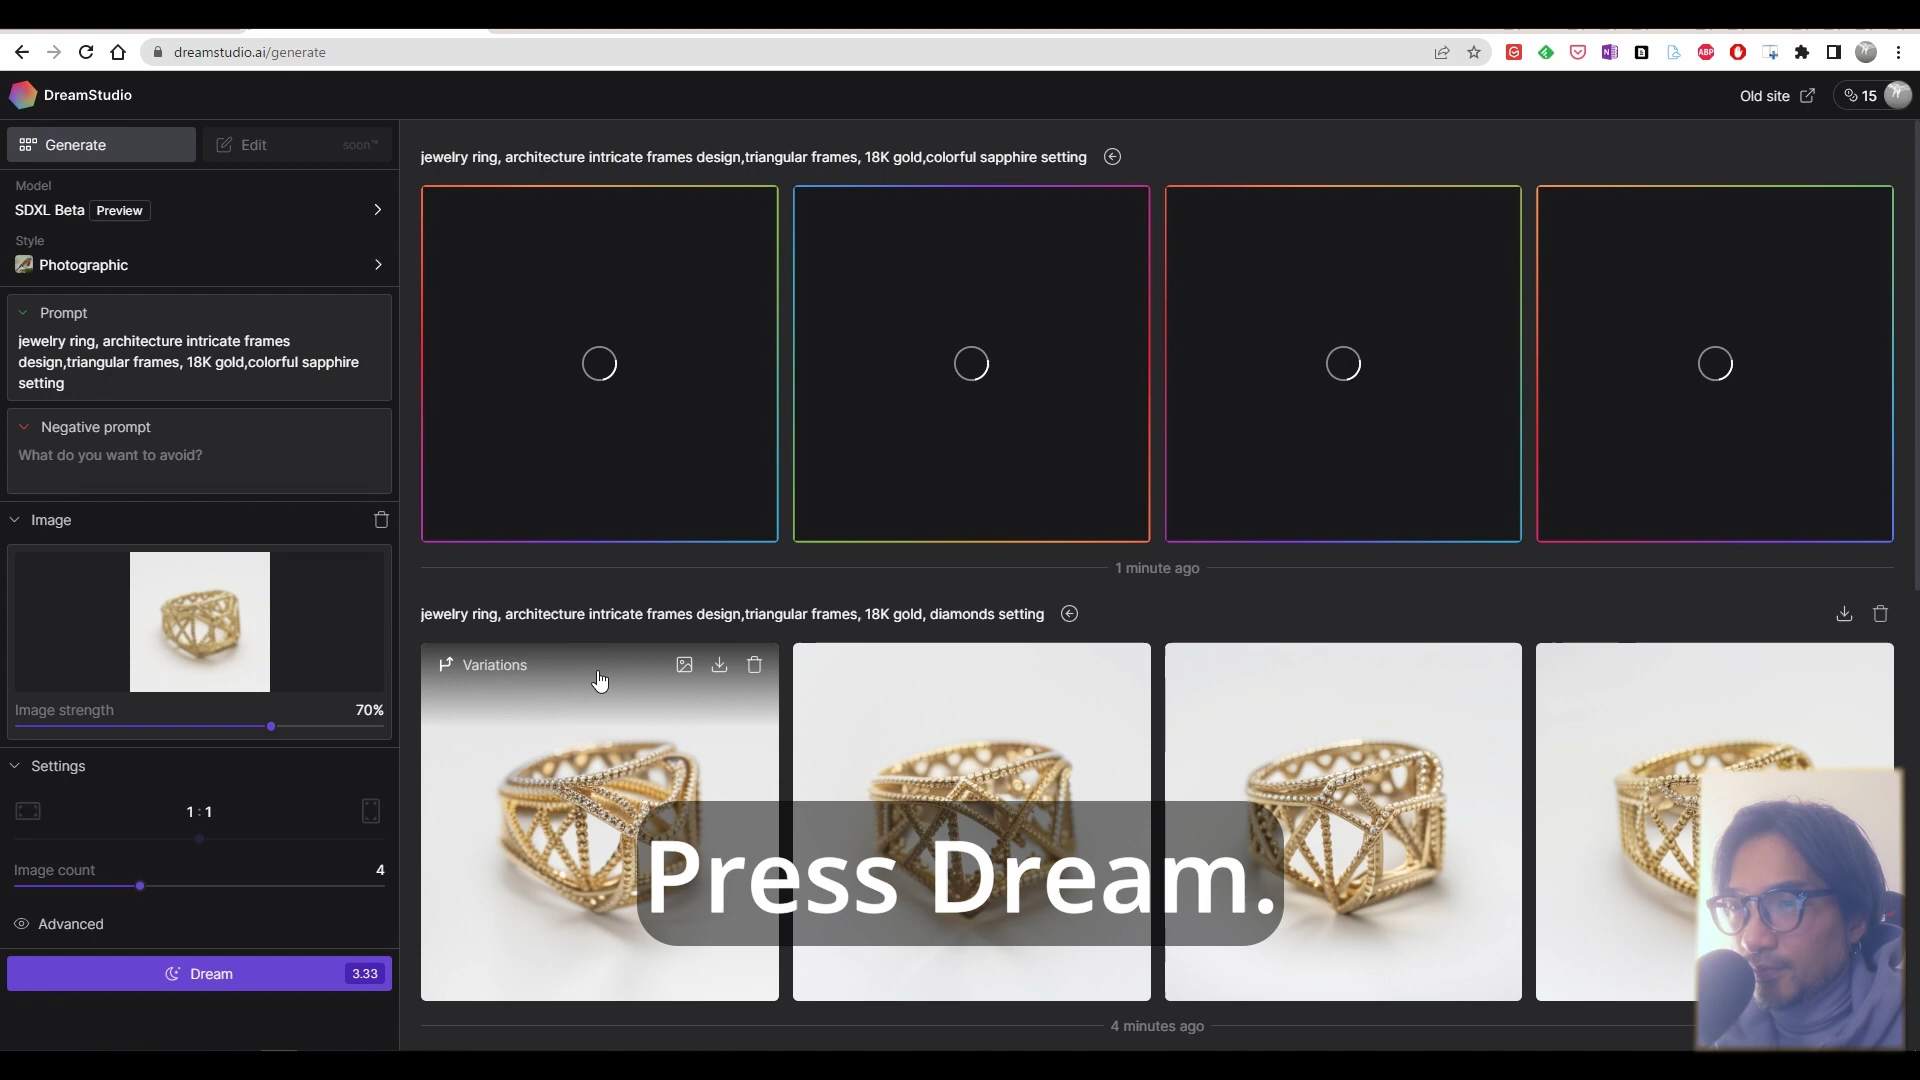 dreamstudio.ai/generate
DreamStudio
Old site
15
Generate
Edit
soon™
Model
SDXL Beta Preview
Style
Photographic
Prompt
jewelry ring, architecture intricate frames
design,triangular frames, 18K gold,colorful sapphire
setting
Negative prompt
What do you want to avoid?
Image
Image strength 70%
Settings
1 : 1
Image count 4
Advanced
Dream 3.33
jewelry ring, architecture intricate frames design,triangular frames, 18K gold,colorful sapphire setting
1 minute ago
jewelry ring, architecture intricate frames design,triangular frames, 18K gold, diamonds setting
Variations
Press Dream.
4 minutes ago
ABP